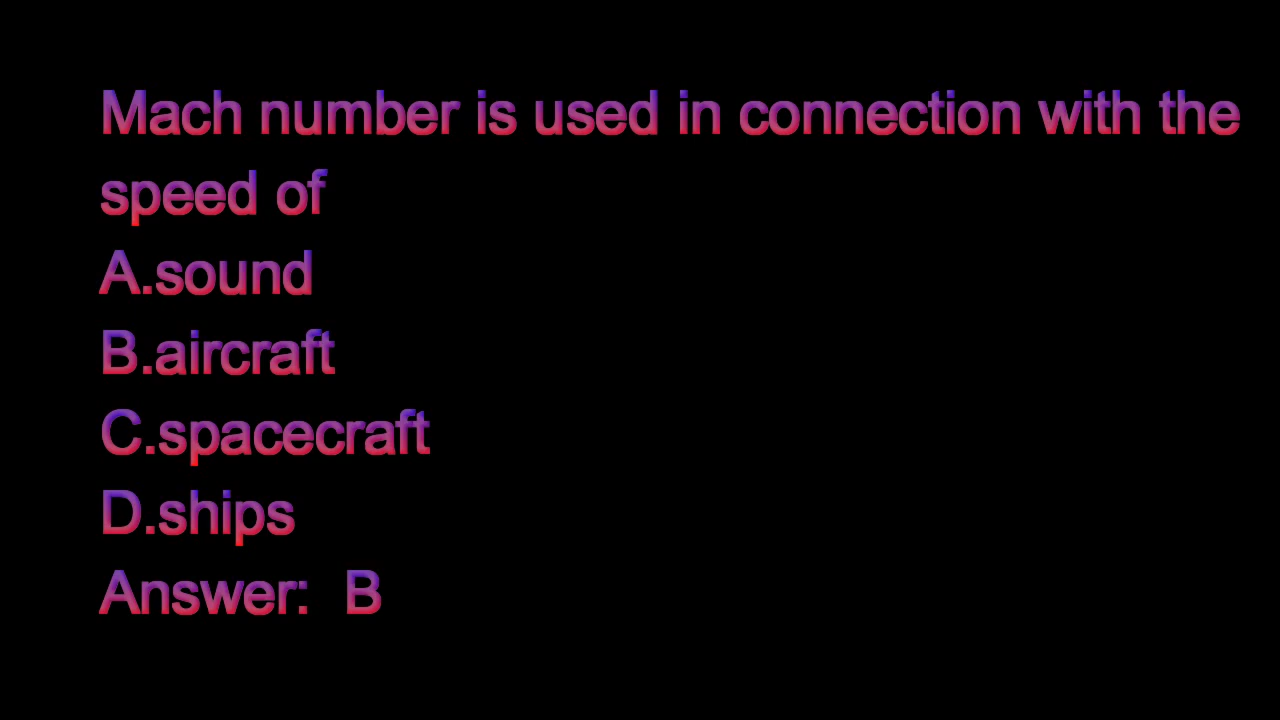 Mach number is used in connection with the
speed of
A.sound
B.aircraft
C.spacecraft
D.ships
Answer:  B